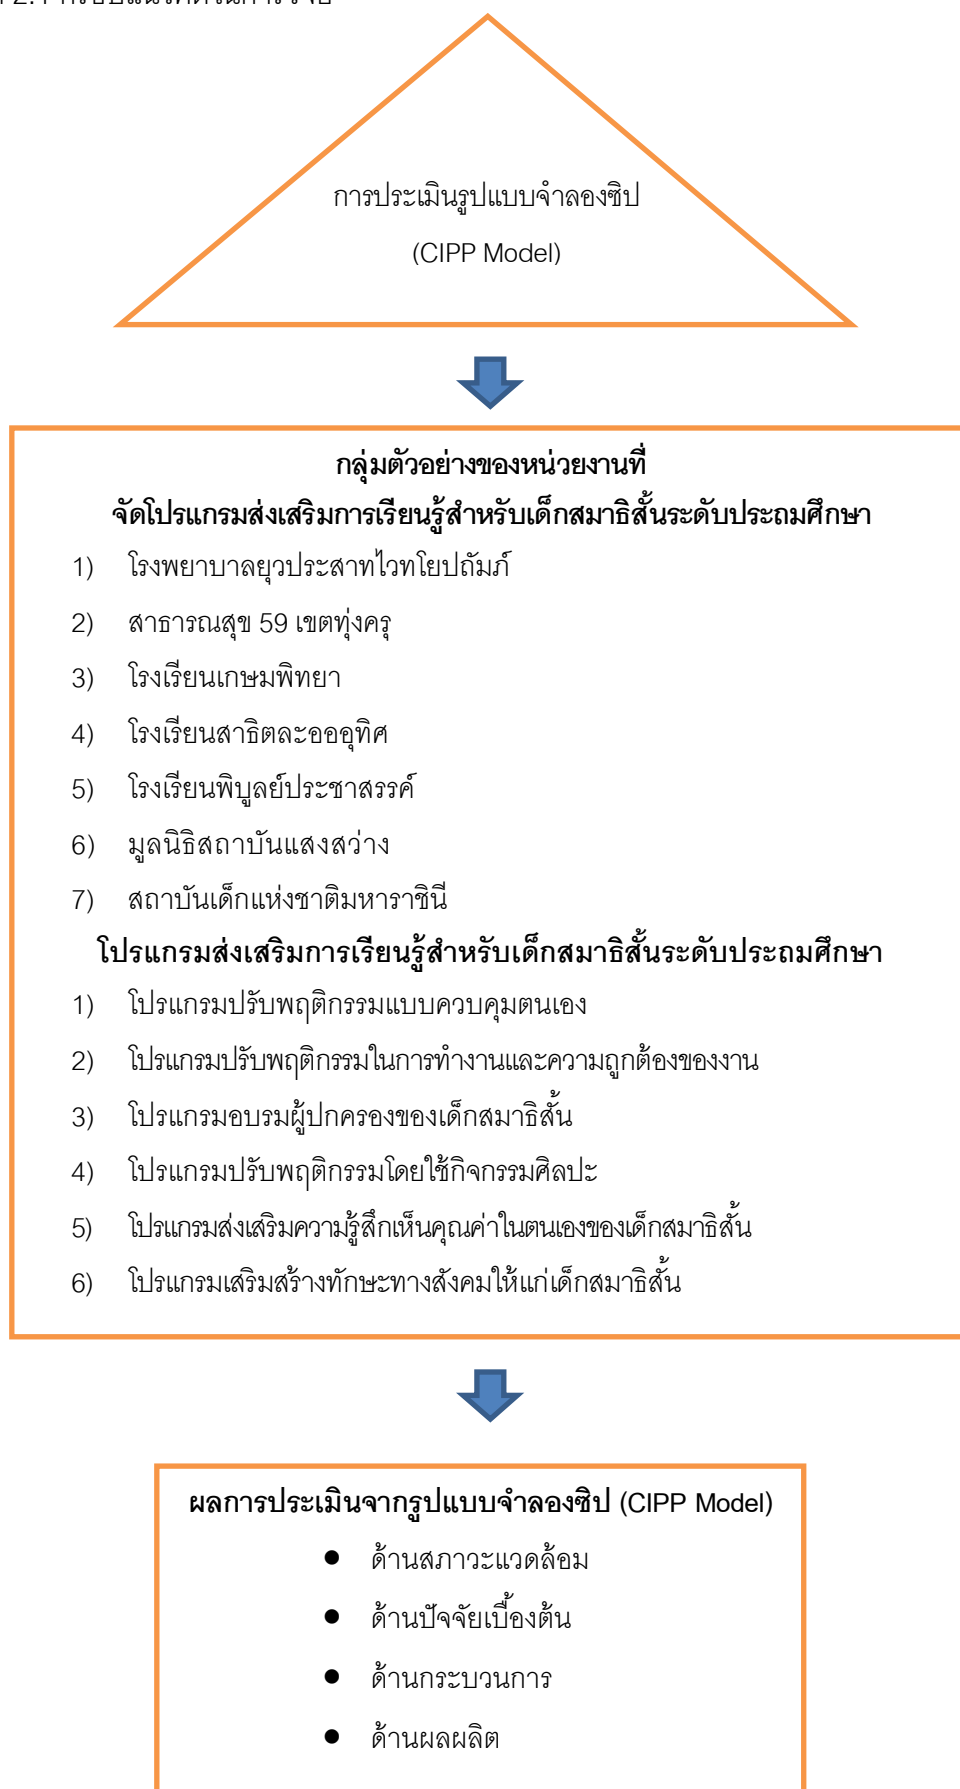 การประเมินรูปแบบจำลองซิป
(CIPP Model)
กลุ่มตัวอย่างของหน่วยงานที่
จัดโปรแกรมส่งเสริมการเรียนรู้สำหรับเด็กสมาธิสั้นระดับประถมศึกษา
1) โรงพยาบาลยุวประสาทไวทโยปถัมภ์
2) สาธารณสุข 59 เขตทุ่งครุ
3) โรงเรียนเกษมพิทยา
4) โรงเรียนสาธิตละอออุทิศ
5) โรงเรียนพิบูลย์ประชาสรรค์
6) มูลนิธิสถาบันแสงสว่าง
7) สถาบันเด็กแห่งชาติมหาราชินี
โปรแกรมส่งเสริมการเรียนรู้สำหรับเด็กสมาธิสั้นระดับประถมศึกษา
1) โปรแกรมปรับพฤติกรรมแบบควบคุมตนเอง
2) โปรแกรมปรับพฤติกรรมในการทำงานและความถูกต้องของงาน
3) โปรแกรมอบรมผู้ปกครองของเด็กสมาธิสั้น
4) โปรแกรมปรับพฤติกรรมโดยใช้กิจกรรมศิลปะ
5) โปรแกรมส่งเสริมความรู้สึกเห็นคุณค่าในตนเองของเด็กสมาธิสั้น
6) โปรแกรมเสริมสร้างทักษะทางสังคมให้แก่เด็กสมาธิสั้น
ผลการประเมินจากรูปแบบจำลองซิป (CIPP Model)
● ด้านสภาวะแวดล้อม
● ด้านปัจจัยเบื้องต้น
● ด้านกระบวนการ
● ด้านผลผลิต